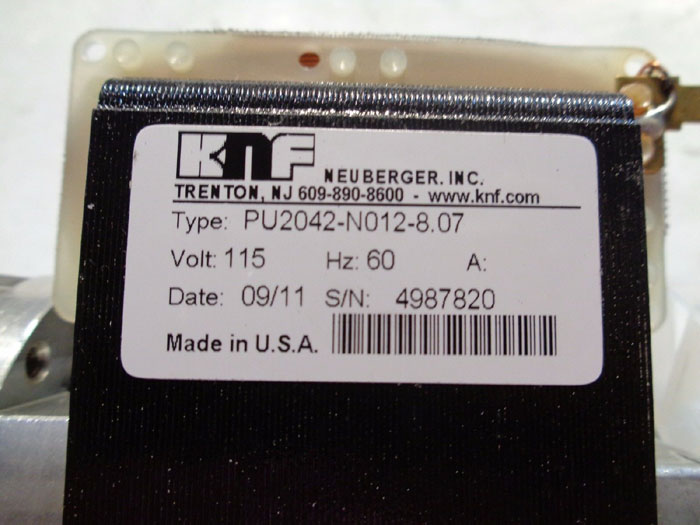 KNF NEUBERGER. INC.
TRENTON, NJ 609-890-8600 - www.knf.com
Type: PU2042-N012-8.07
Volt: 115 Hz: 60 A:
Date: 09/11 S/N: 4987820
Made in U.S.A.